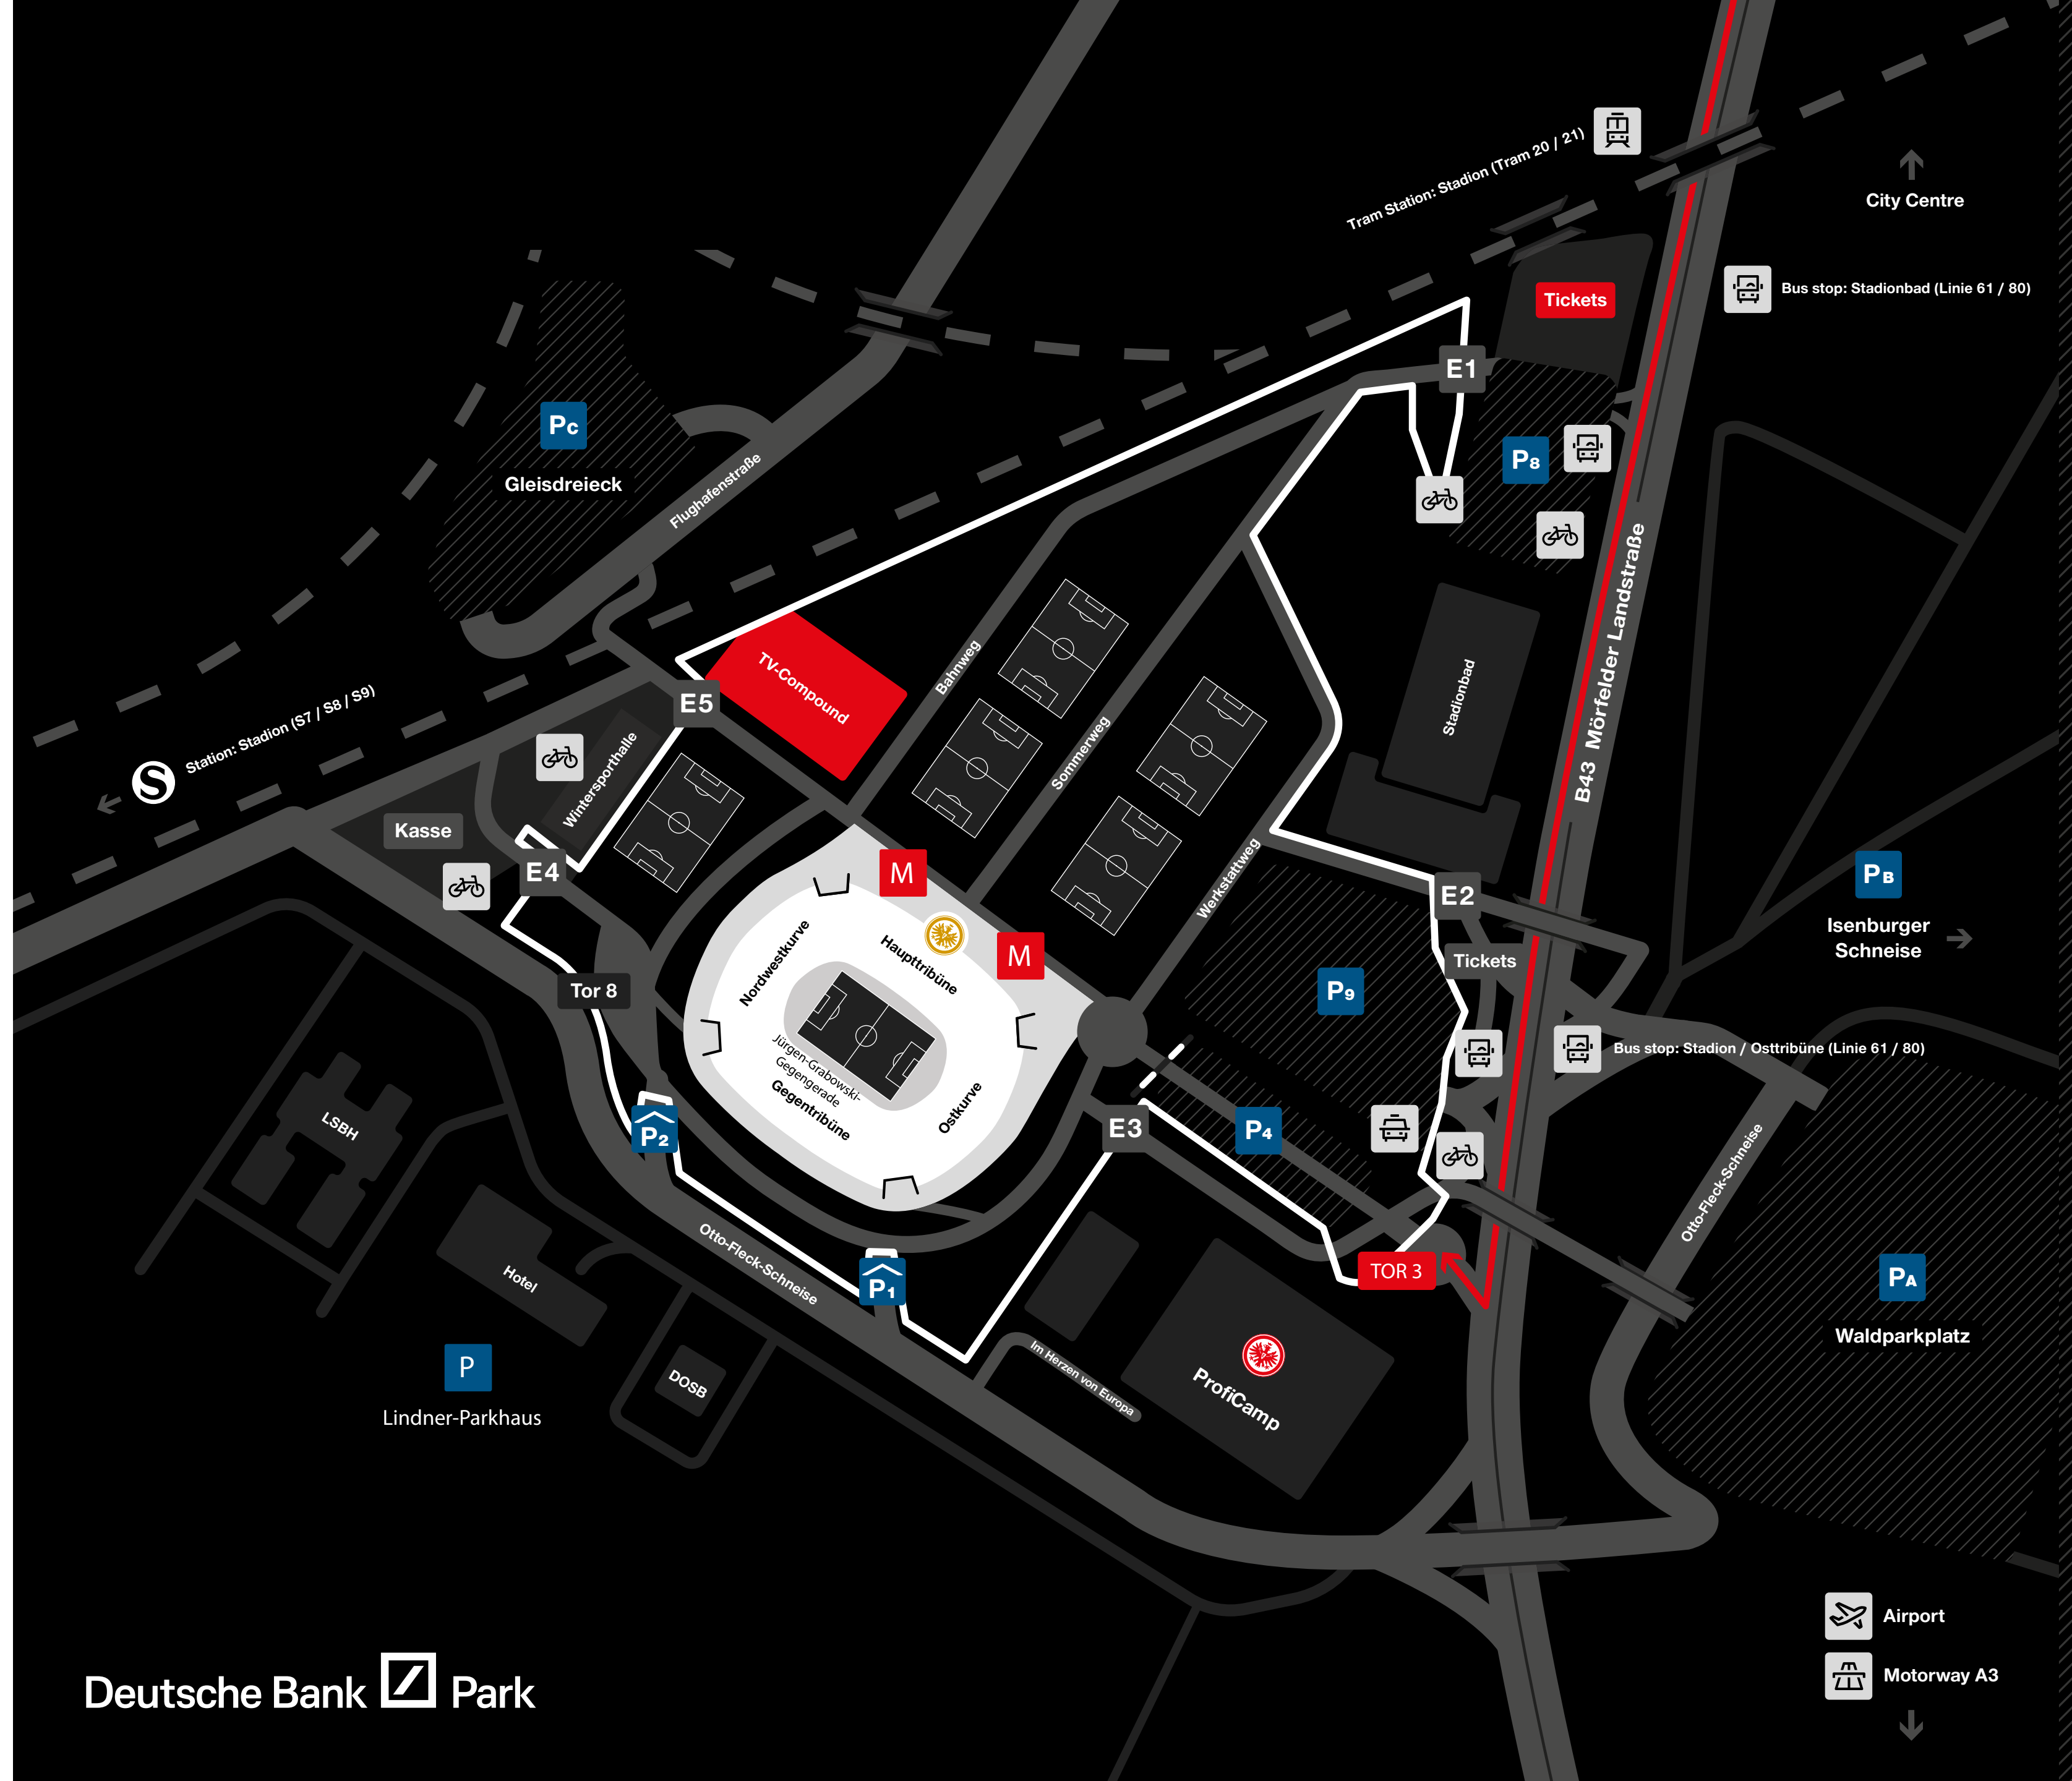 Tram Station: Stadion (Tram 20 / 21)
City Centre
Tickets
Bus stop: Stadionbad (Linie 61 / 80)
E1
Pc
Gleisdreieck
P8
Flughafenstraße
B43 Mörfelder Landstraße
Station: Stadion (S7 / S8 / S9)
S
E5
TV-Compound
Bahnweg
Sommerweg
Stadionbad
Wintersporthalle
Kasse
E4
M
Werkstattweg
E2
PB
Isenburger
Schneise
Tor 8
Nordwestkurve
Haupttribüne
M
Tickets
P9
Jürgen-Grabowski-
Gegengerade
Gegentribüne
Ostkurve
Bus stop: Stadion / Osttribüne (Linie 61 / 80)
LSBH
P2
E3
P4
Otto-Fleck-Schneise
Otto-Fleck-Schneise
Hotel
P1
TOR 3
PA
Waldparkplatz
P
Lindner-Parkhaus
DOSB
Im Herzen von Europa
ProfiCamp
Airport
Motorway A3
Deutsche Bank Park